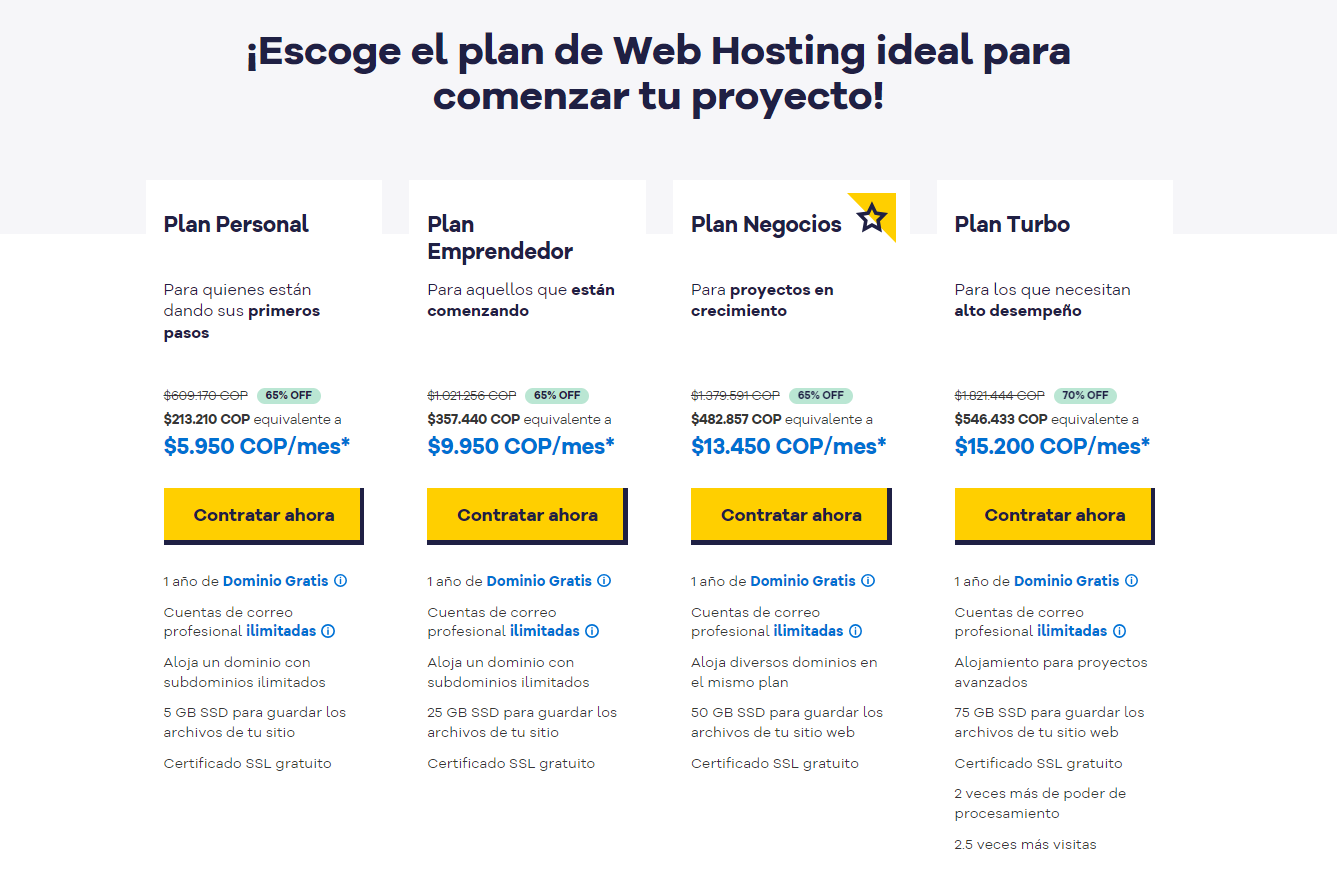 ¡Escoge el plan de Web Hosting ideal para
comenzar tu proyecto!
Plan Personal
Para quienes están
dando sus primeros
pasos
$609.170 COP 65% OFF
$213.210 COP equivalente a
$5.950 COP/mes*
Contratar ahora
1 año de Dominio Gratis
Cuentas de correo
profesional ilimitadas
Aloja un dominio con
subdominios ilimitados
5 GB SSD para guardar los
archivos de tu sitio
Certificado SSL gratuito
Plan
Emprendedor
Para aquellos que están
comenzando
$1.021.256 COP 65% OFF
$357.440 COP equivalente a
$9.950 COP/mes*
Contratar ahora
1 año de Dominio Gratis
Cuentas de correo
profesional ilimitadas
Aloja un dominio con
subdominios ilimitados
25 GB SSD para guardar los
archivos de tu sitio
Certificado SSL gratuito
Plan Negocios
Para proyectos en
crecimiento
$1.379.591 COP 65% OFF
$482.857 COP equivalente a
$13.450 COP/mes*
Contratar ahora
1 año de Dominio Gratis
Cuentas de correo
profesional ilimitadas
Aloja diversos dominios en
el mismo plan
50 GB SSD para guardar los
archivos de tu sitio web
Certificado SSL gratuito
Plan Turbo
Para los que necesitan
alto desempeño
$1.821.444 COP 70% OFF
$546.433 COP equivalente a
$15.200 COP/mes*
Contratar ahora
1 año de Dominio Gratis
Cuentas de correo
profesional ilimitadas
Alojamiento para proyectos
avanzados
75 GB SSD para guardar los
archivos de tu sitio web
Certificado SSL gratuito
2 veces más de poder de
procesamiento
2.5 veces más visitas